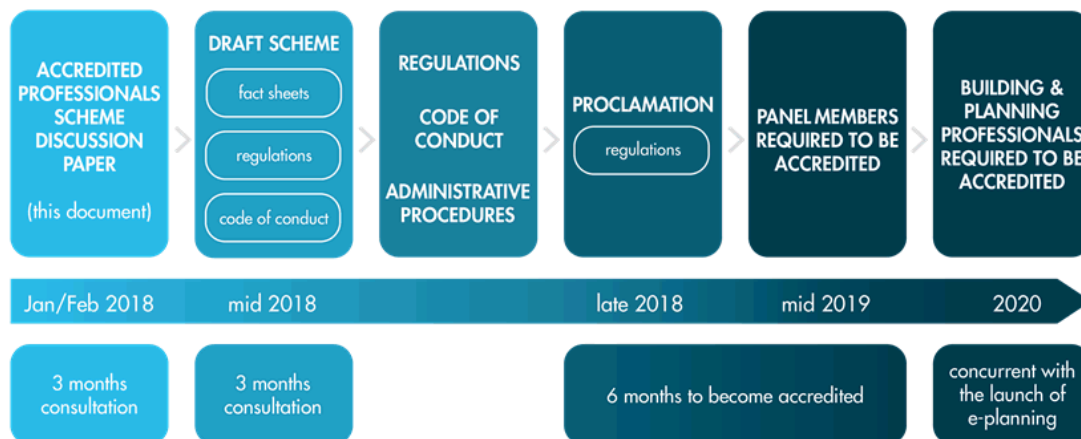 ACCREDITED
PROFESSIONALS
SCHEME
DISCUSSION
PAPER
(this document)
DRAFT SCHEME
fact sheets
regulations
code of conduct
REGULATIONS
CODE OF
CONDUCT
ADMINISTRATIVE
PROCEDURES
PROCLAMATION
regulations
PANEL MEMBERS
REQUIRED TO BE
ACCREDITED
BUILDING &
PLANNING
PROFESSIONALS
REQUIRED TO BE
ACCREDITED
Jan/Feb 2018
mid 2018
late 2018
mid 2019
2020
3 months
consultation
3 months
consultation
6 months to become accredited
concurrent with
the launch of
e-planning